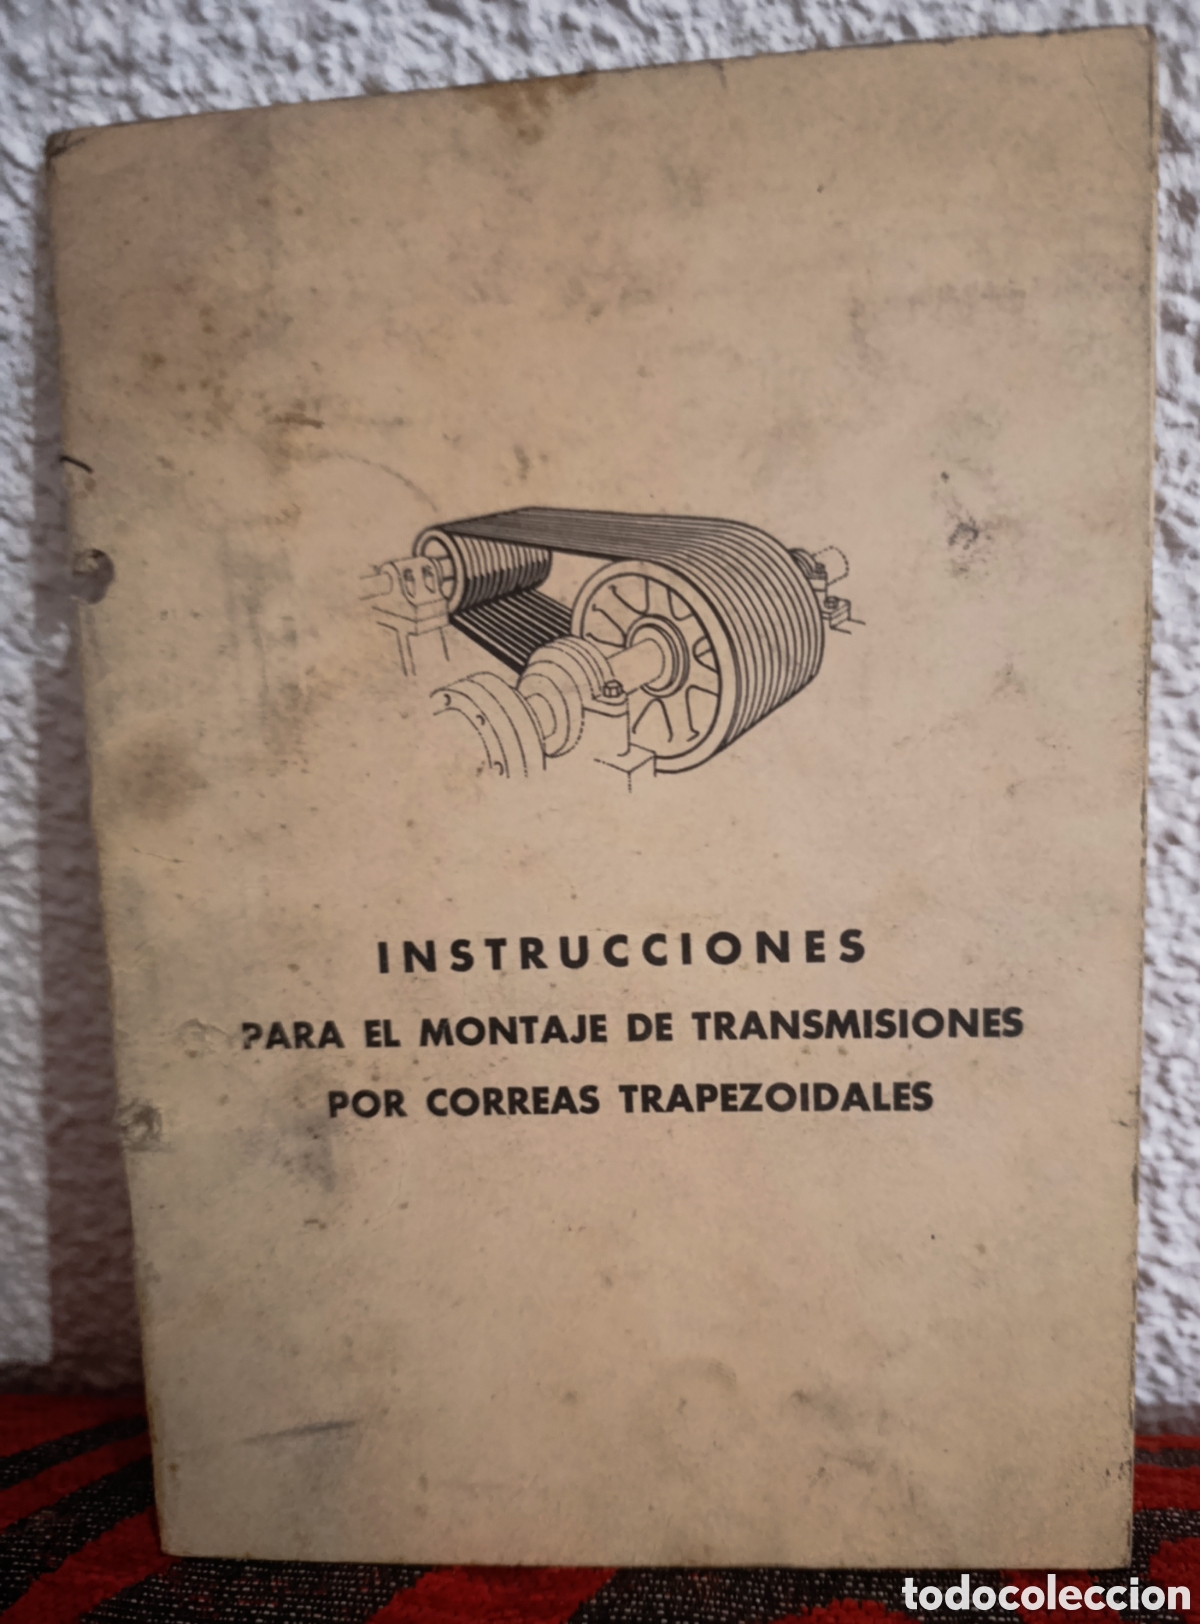 INSTRUCCIONES
PARA EL MONTAJE DE TRANSMISIONES
POR CORREAS TRAPEZOIDALES
todocoleccion